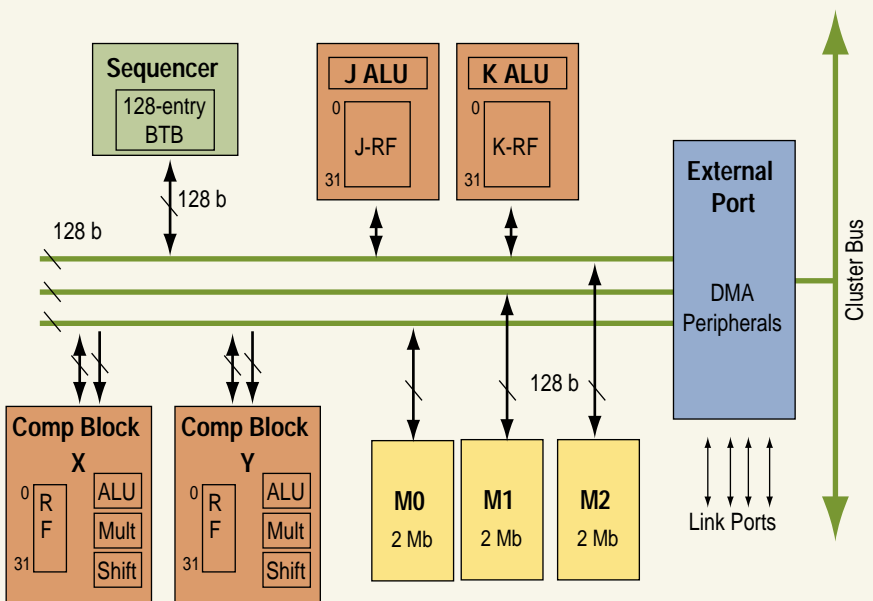 Sequencer
128-entry
BTB
128 b
J ALU
0
J-RF
31
K ALU
0
K-RF
31
128 b
External
Port
DMA
Peripherals
Cluster Bus
Link Ports
Comp Block
X
0
R
F
31
ALU
Mult
Shift
Comp Block
Y
0
R
F
31
ALU
Mult
Shift
128 b
M0
2 Mb
M1
2 Mb
M2
2 Mb